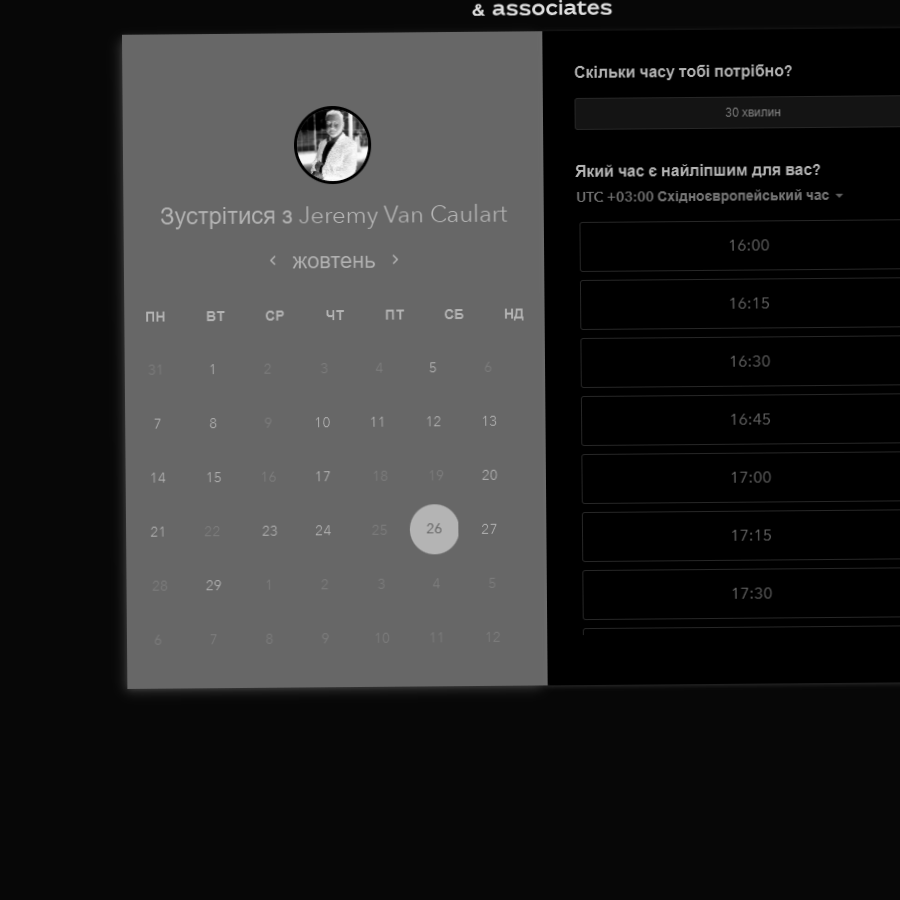 & associates
Зустрітися з Jeremy Van Caulart
жовтень
ПН ВТ СР ЧТ ПТ СБ НД
31 1 2 3 4 5 6
7 8 9 10 11 12 13
14 15 16 17 18 19 20
21 22 23 24 25 26 27
28 29 1 2 3 4 5
6 7 8 9 10 11 12
Скільки часу тобі потрібно?
30 хвилин
Який час є найліпшим для вас?
UTC +03:00 Східноєвропейський час
16:00
16:15
16:30
16:45
17:00
17:15
17:30